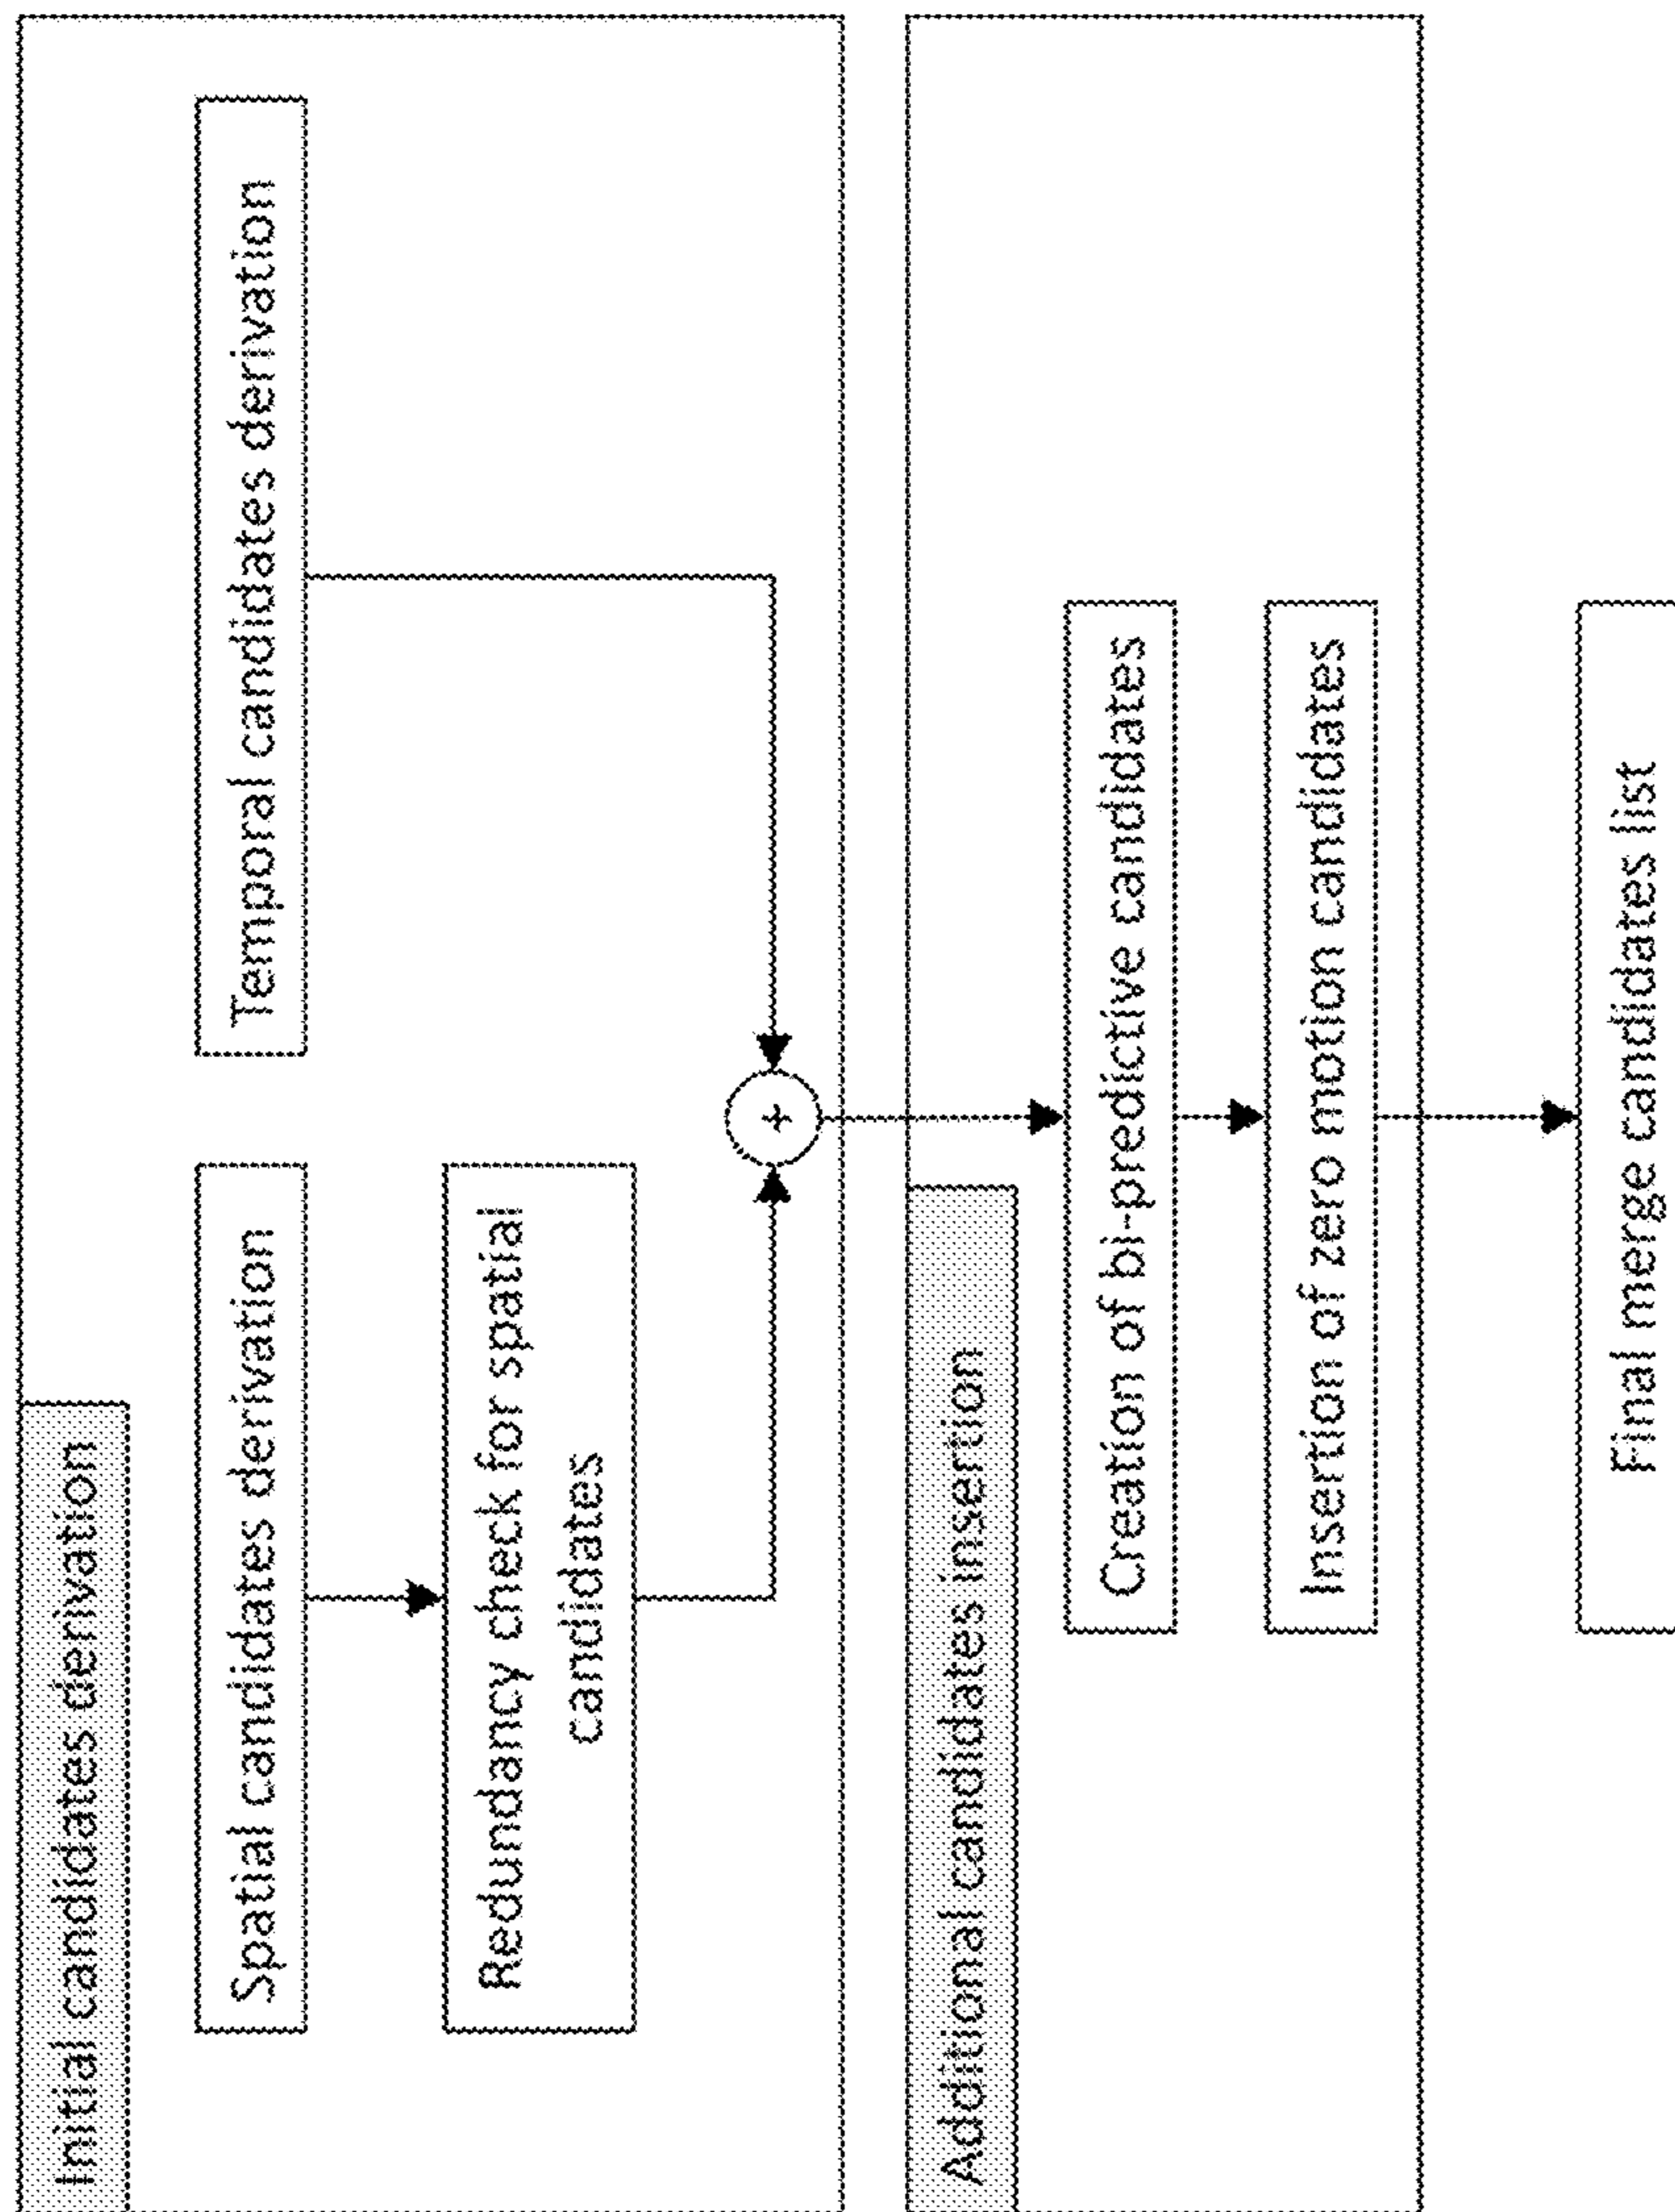 Initial candidates derivation
Spatial candidates derivation
Temporal candidates derivation
Redundancy check for spatial
candidates
+
Additional candidates insertion
Creation of bi-predictive candidates
Insertion of zero motion candidates
Final merge candidates list